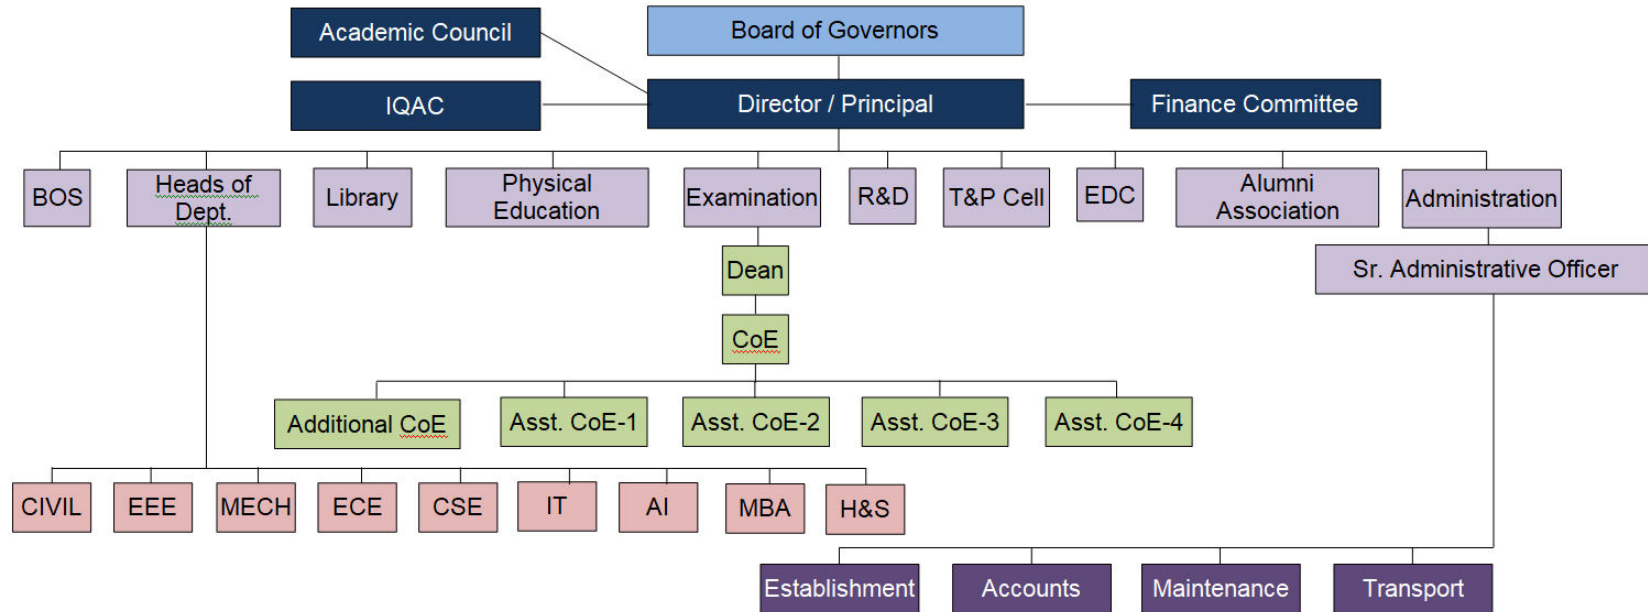 Academic Council
Board of Governors
IQAC
Director / Principal
Finance Committee
BOS
Heads of
Dept.
Library
Physical
Education
Examination
R&D
T&P Cell
EDC
Alumni
Association
Administration
Dean
Sr. Administrative Officer
CoE
Additional CoE
Asst. CoE-1
Asst. CoE-2
Asst. CoE-3
Asst. CoE-4
CIVIL
EEE
MECH
ECE
CSE
IT
AI
MBA
H&S
Establishment
Accounts
Maintenance
Transport